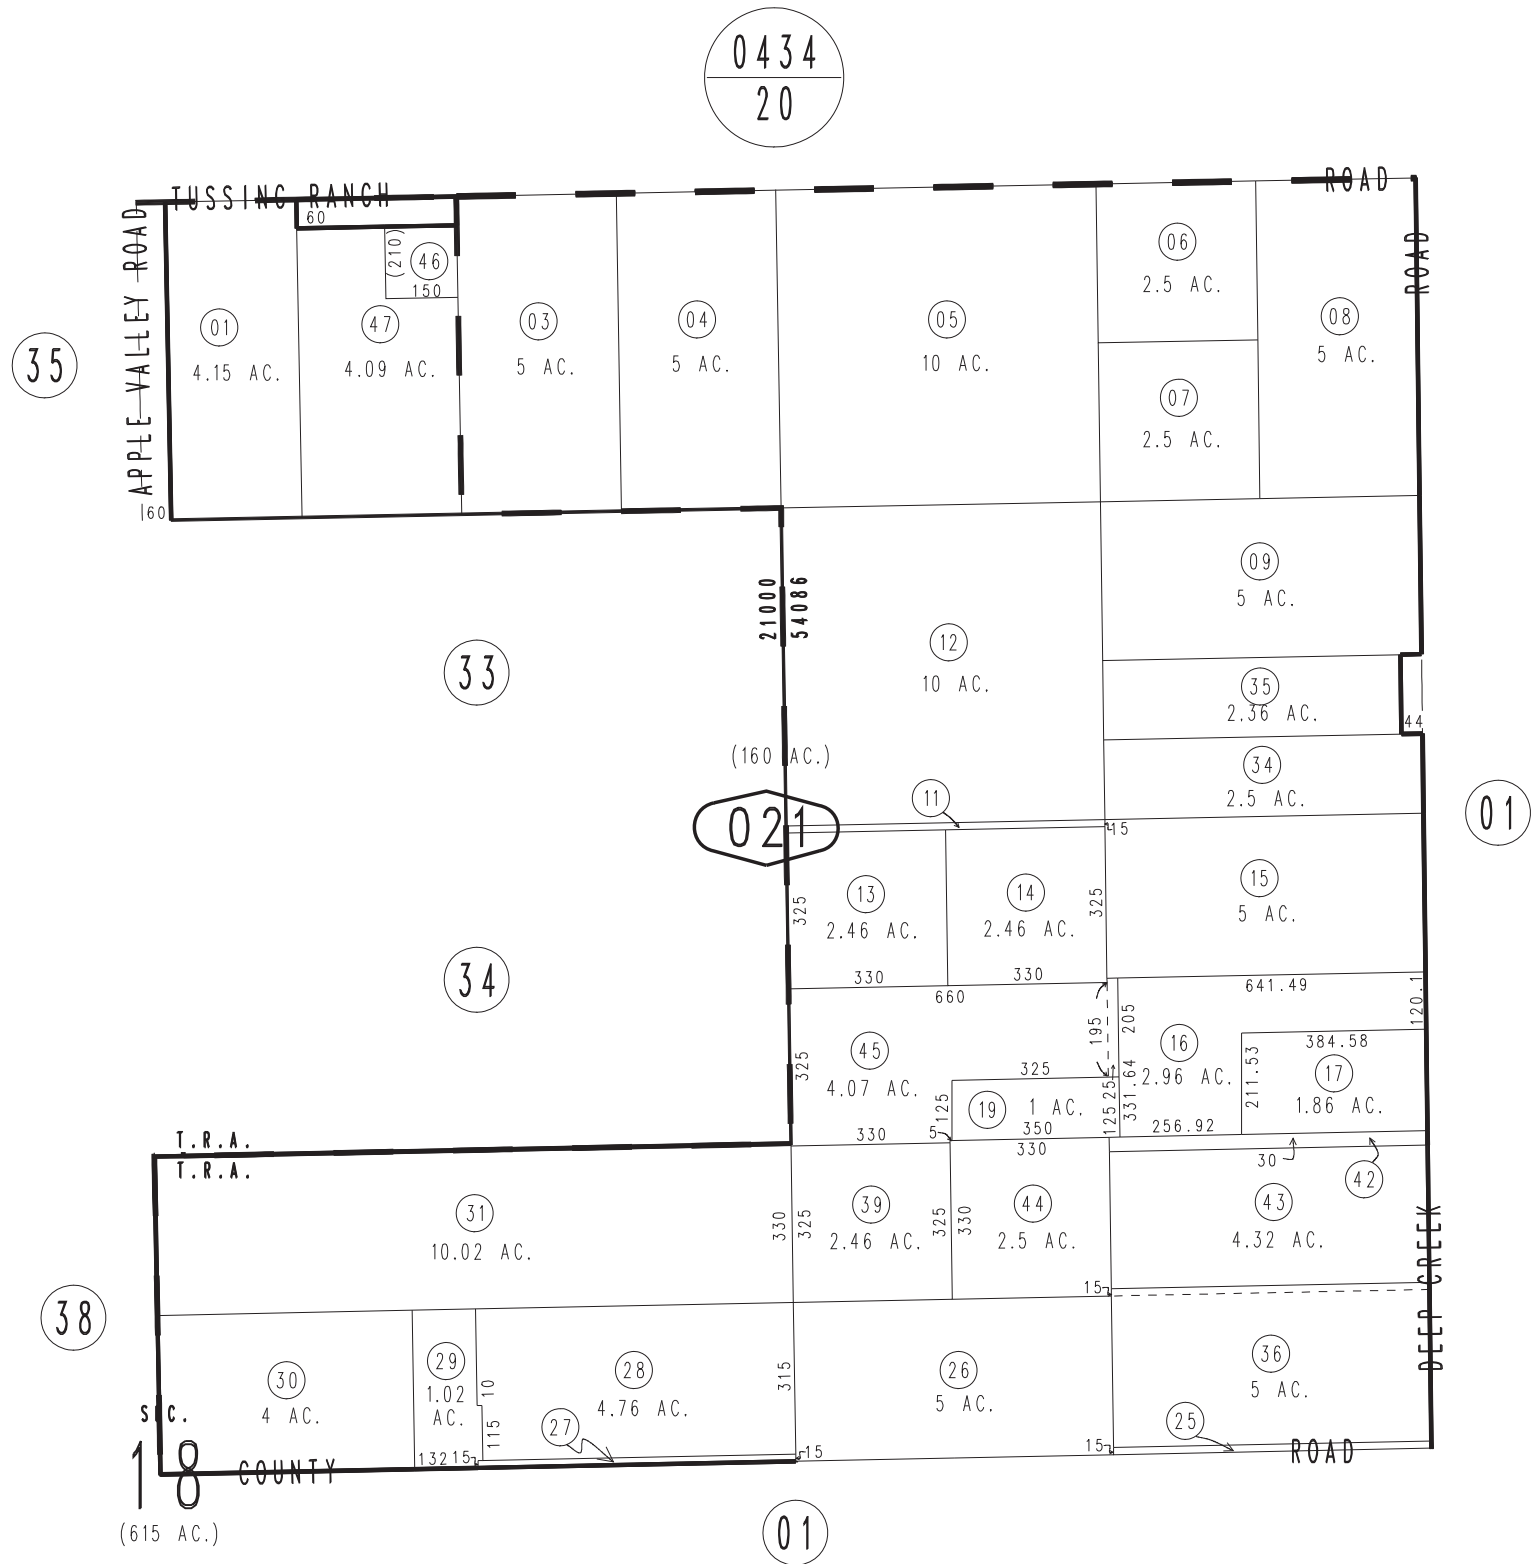 0434
20
TUSSING RANCH
ROAD
APPLE VALLEY ROAD
ROAD
60
(210)
46
150
01
4.15 AC.
47
4.09 AC.
03
5 AC.
04
5 AC.
05
10 AC.
06
2.5 AC.
07
2.5 AC.
08
5 AC.
35
60
21000
54086
09
5 AC.
12
10 AC.
33
35
2.36 AC.
44
(160 AC.)
34
2.5 AC.
11
021
15
01
13
2.46 AC.
14
2.46 AC.
325
325
15
5 AC.
330
330
660
34
641.49
120.1
195
205
45
4.07 AC.
325
325
16
2.96 AC.
384.58
211.53
17
1.86 AC.
25
331.64
125
125
19
1 AC.
350
5
330
256.92
T.R.A.
T.R.A.
330
30
42
31
10.02 AC.
330
325
39
2.46 AC.
325
330
44
2.5 AC.
43
4.32 AC.
15
DEEP CREEK
38
30
4 AC.
29
1.02
AC.
10
115
28
4.76 AC.
315
26
5 AC.
36
5 AC.
27
25
SEC.
18
(615 AC.)
COUNTY
132
15
15
15
ROAD
01